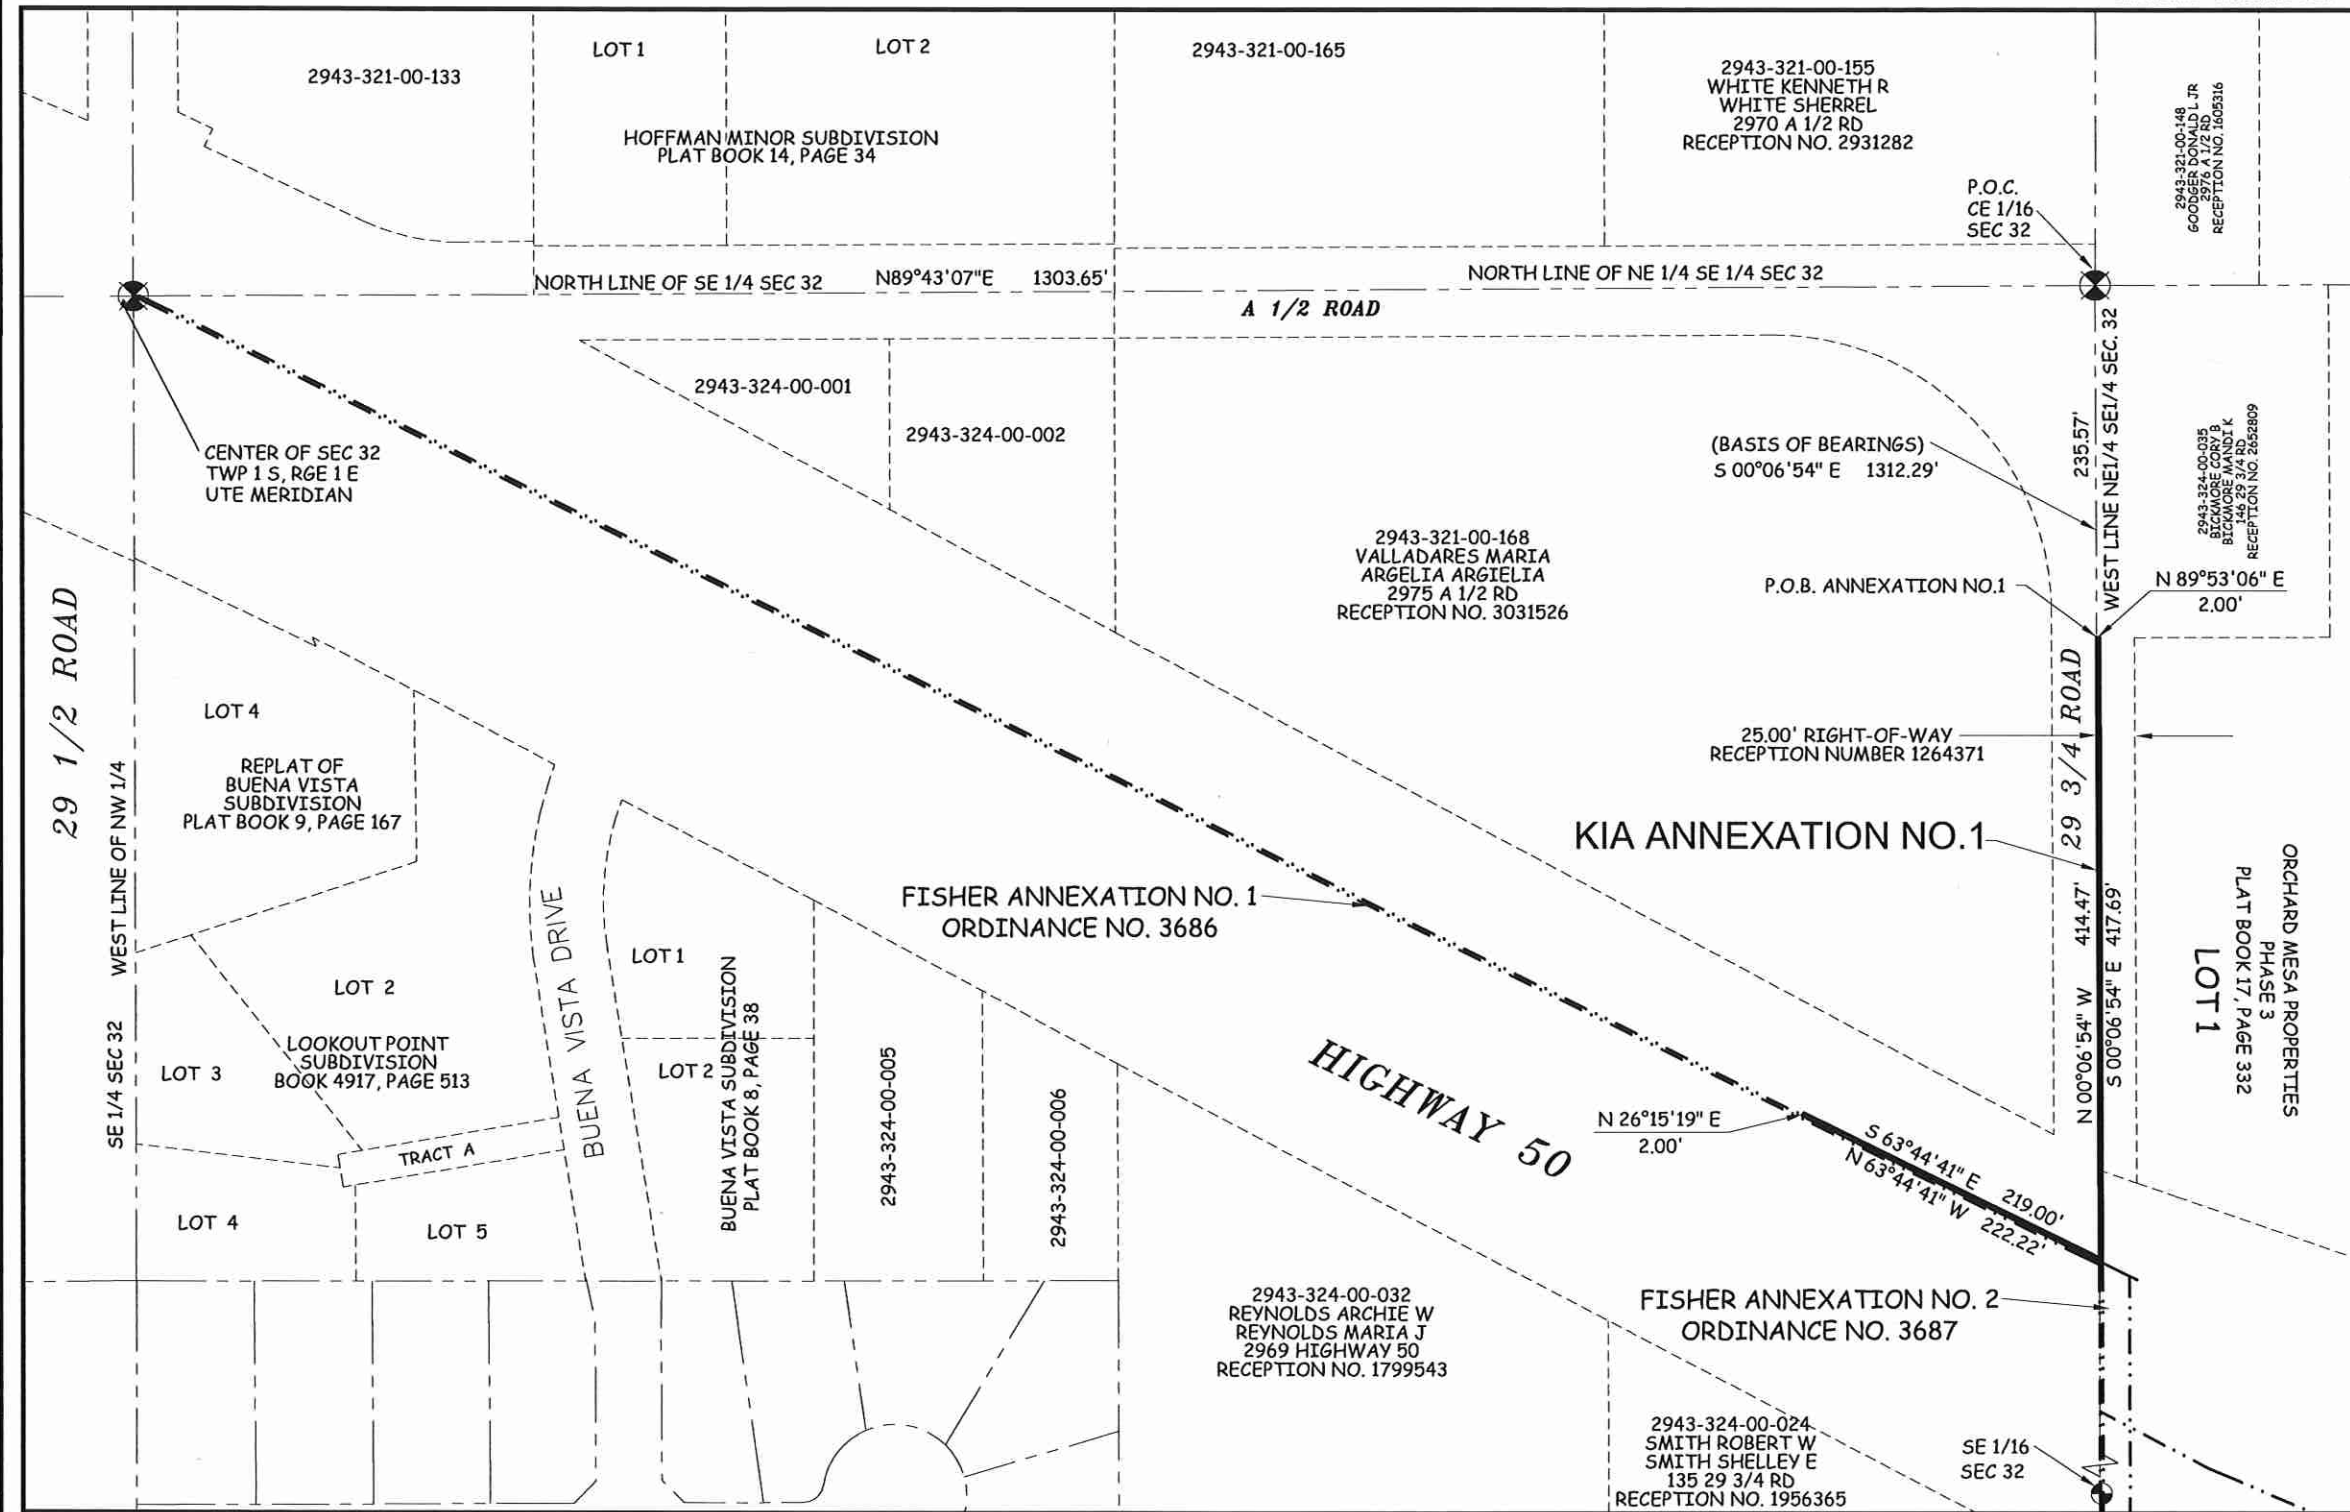 LOT 1
LOT 2
2943-321-00-165
2943-321-00-133
2943-321-00-155
WHITE KENNETH R
WHITE SHERREL
2970 A 1/2 RD
RECEPTION NO. 2931282
2943-321-00-148
GOODGER DONALD L JR
2976 A 1/2 RD
RECEPTION NO. 1605316
HOFFMAN MINOR SUBDIVISION
PLAT BOOK 14, PAGE 34
P.O.C.
CE 1/16
SEC 32
NORTH LINE OF SE 1/4 SEC 32
N89°43'07"E 1303.65'
NORTH LINE OF NE 1/4 SE 1/4 SEC 32
A 1/2 ROAD
2943-324-00-001
2943-324-00-002
CENTER OF SEC 32
TWP 1 S, RGE 1 E
UTE MERIDIAN
(BASIS OF BEARINGS)
S 00°06'54" E 1312.29'
235.57'
WEST LINE NE1/4 SE1/4 SEC. 32
2943-324-00-035
BICKMORE CORY B
BICKMORE MANDI K
146 29 3/4 RD
RECEPTION NO. 2652809
2943-321-00-168
VALLADARES MARIA
ARGELIA ARGIELIA
2975 A 1/2 RD
RECEPTION NO. 3031526
P.O.B. ANNEXATION NO.1
N 89°53'06" E
2.00'
29 1/2 ROAD
29 3/4 ROAD
25.00' RIGHT-OF-WAY
RECEPTION NUMBER 1264371
LOT 4
REPLAT OF
BUENA VISTA
SUBDIVISION
PLAT BOOK 9, PAGE 167
SE 1/4 SEC 32 WEST LINE OF NW 1/4
KIA ANNEXATION NO.1
FISHER ANNEXATION NO. 1
ORDINANCE NO. 3686
N 00°06'54" W 414.47'
S 00°06'54" E 417.69'
ORCHARD MESA PROPERTIES
PHASE 3
PLAT BOOK 17, PAGE 332
LOT 1
BUENA VISTA DRIVE
LOT 1
LOT 2
BUENA VISTA SUBDIVISION
PLAT BOOK 8, PAGE 38
LOT 2
LOOKOUT POINT
SUBDIVISION
BOOK 4917, PAGE 513
LOT 3
TRACT A
LOT 4
LOT 5
2943-324-00-005
2943-324-00-006
HIGHWAY 50
N 26°15'19" E
2.00'
S 63°44'41" E 219.00'
N 63°44'41" W 222.22'
FISHER ANNEXATION NO. 2
ORDINANCE NO. 3687
2943-324-00-032
REYNOLDS ARCHIE W
REYNOLDS MARIA J
2969 HIGHWAY 50
RECEPTION NO. 1799543
2943-324-00-024
SMITH ROBERT W
SMITH SHELLEY E
135 29 3/4 RD
RECEPTION NO. 1956365
SE 1/16
SEC 32